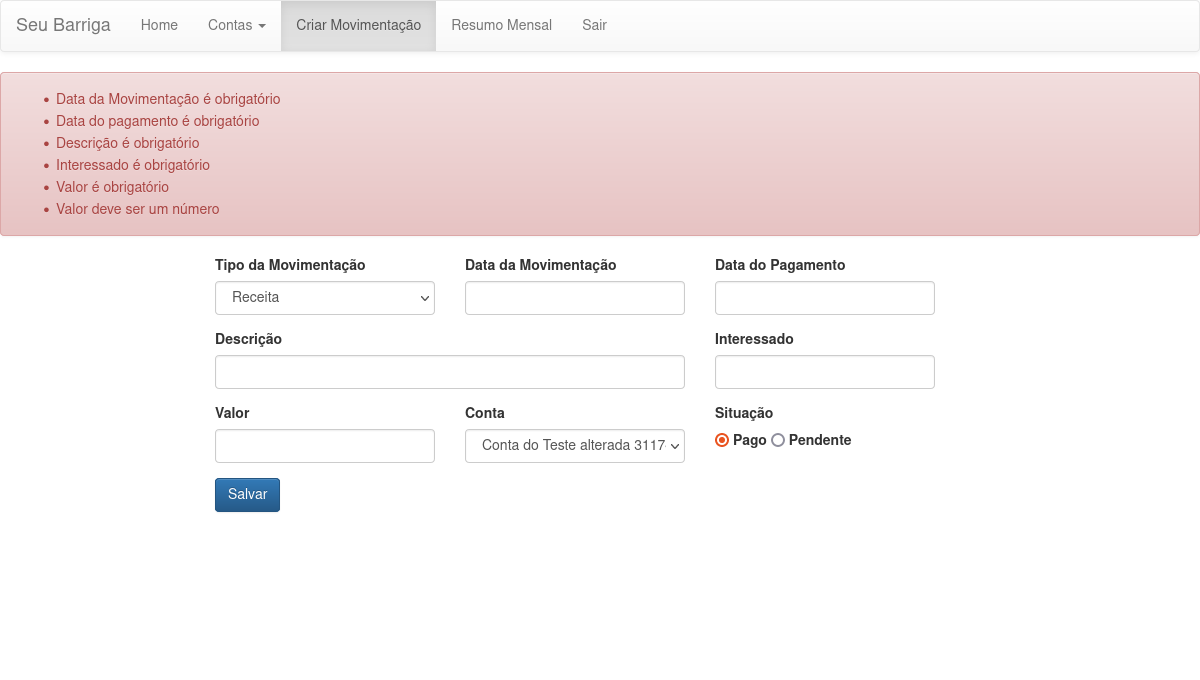 Seu Barriga Home Contas Criar Movimentação Resumo Mensal Sair
Data da Movimentação é obrigatório
Data do pagamento é obrigatório
Descrição é obrigatório
Interessado é obrigatório
Valor é obrigatório
Valor deve ser um número
Tipo da Movimentação Data da Movimentação Data do Pagamento
Receita
Descrição Interessado
Valor Conta Situação
Conta do Teste alterada 3117 Pago Pendente
Salvar